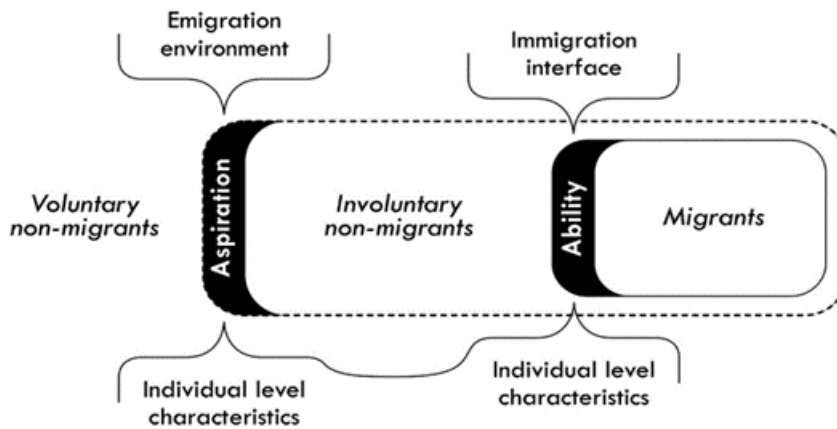 Emigration
environment
Immigration
interface
Voluntary
non-migrants
Aspiration
Involuntary
non-migrants
Ability
Migrants
Individual level
characteristics
Individual level
characteristics